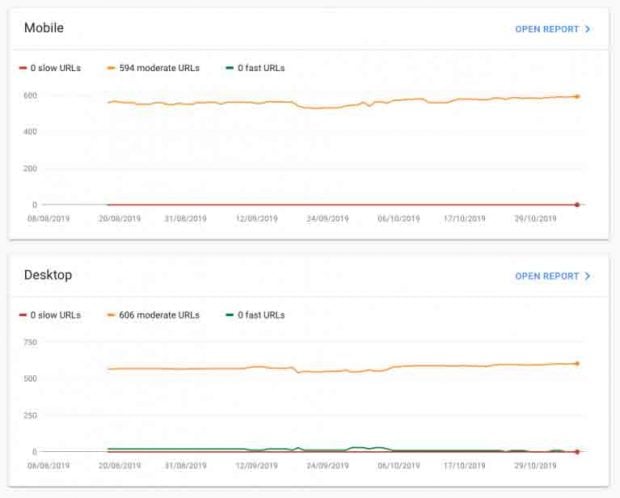 Mobile
OPEN REPORT
0 slow URLs 594 moderate URLs 0 fast URLs
600
400
200
0
08/08/2019 20/08/2019 31/08/2019 12/09/2019 24/09/2019 06/10/2019 17/10/2019 29/10/2019
Desktop
OPEN REPORT
0 slow URLs 606 moderate URLs 0 fast URLs
750
500
250
0
08/08/2019 20/08/2019 31/08/2019 12/09/2019 24/09/2019 06/10/2019 17/10/2019 29/10/2019